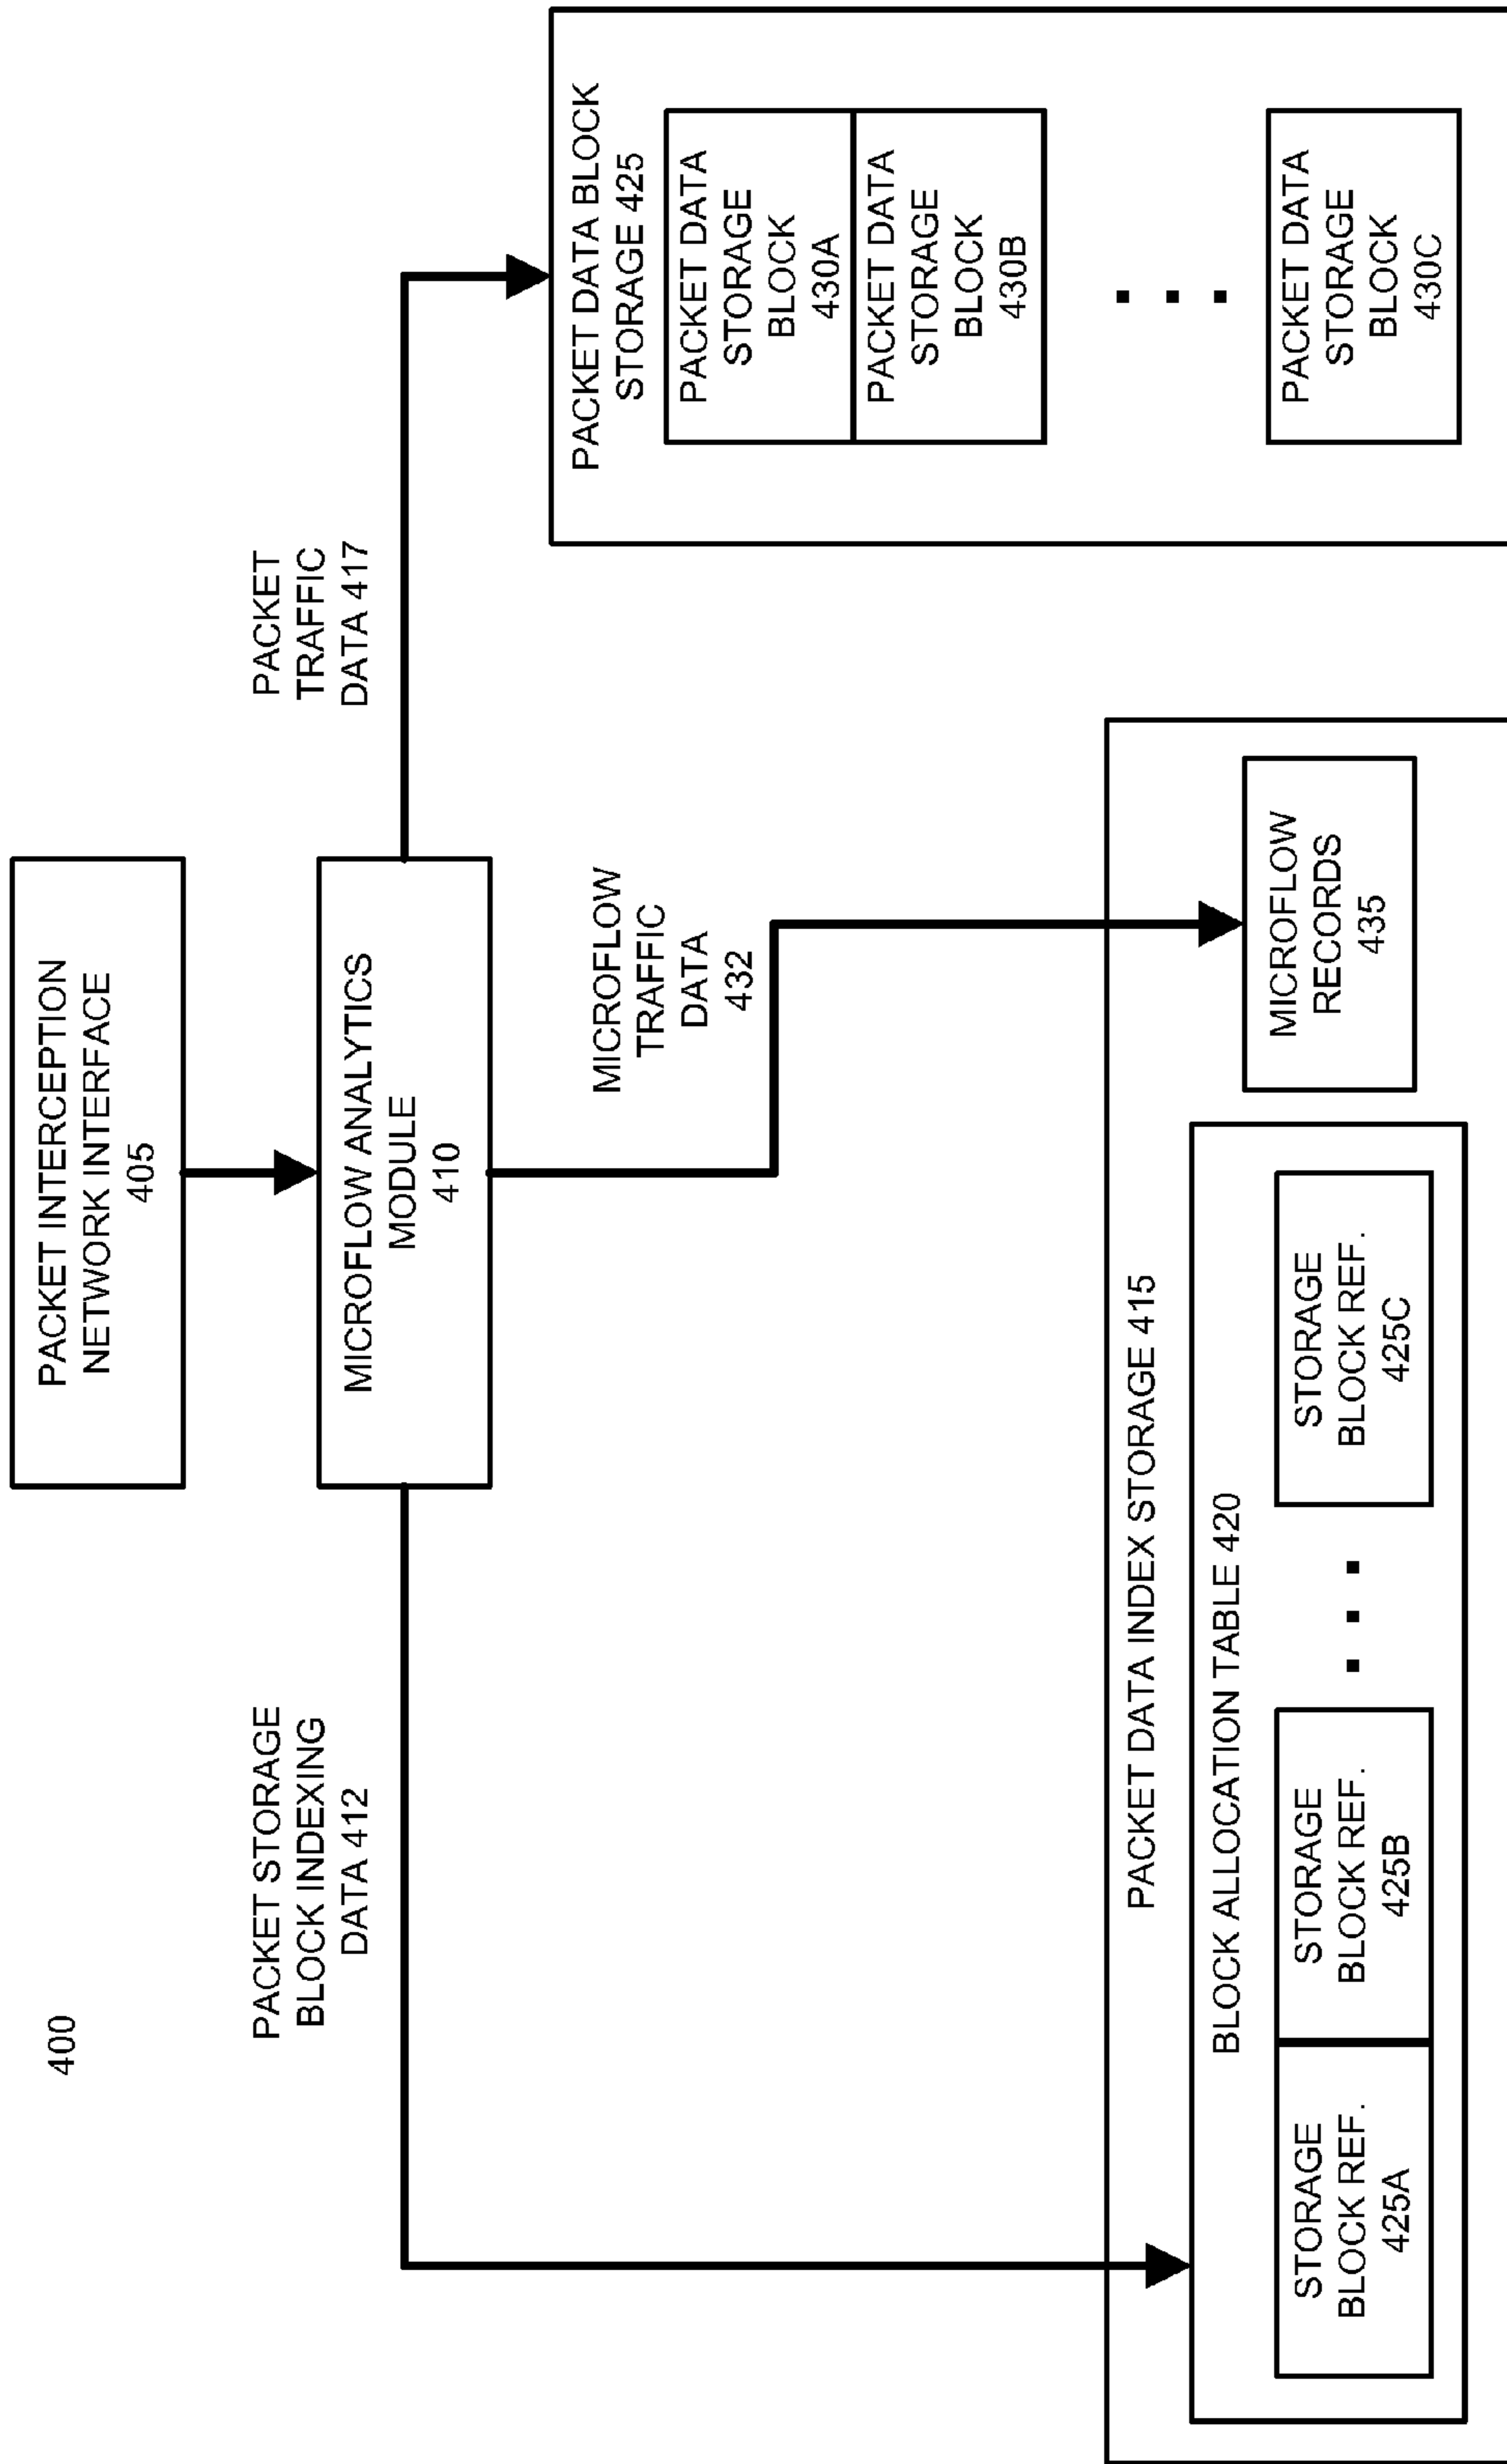 400
PACKET INTERCEPTION
NETWORK INTERFACE
405
MICROFLOW ANALYTICS
MODULE
410
PACKET STORAGE
BLOCK INDEXING
DATA 412
PACKET
TRAFFIC
DATA 417
MICROFLOW
TRAFFIC
DATA
432
PACKET DATA BLOCK
STORAGE 425
PACKET DATA
STORAGE
BLOCK
430A
PACKET DATA
STORAGE
BLOCK
430B
PACKET DATA
STORAGE
BLOCK
430C
PACKET DATA INDEX STORAGE 415
BLOCK ALLOCATION TABLE 420
STORAGE
BLOCK REF.
425A
STORAGE
BLOCK REF.
425B
STORAGE
BLOCK REF.
425C
MICROFLOW
RECORDS
435